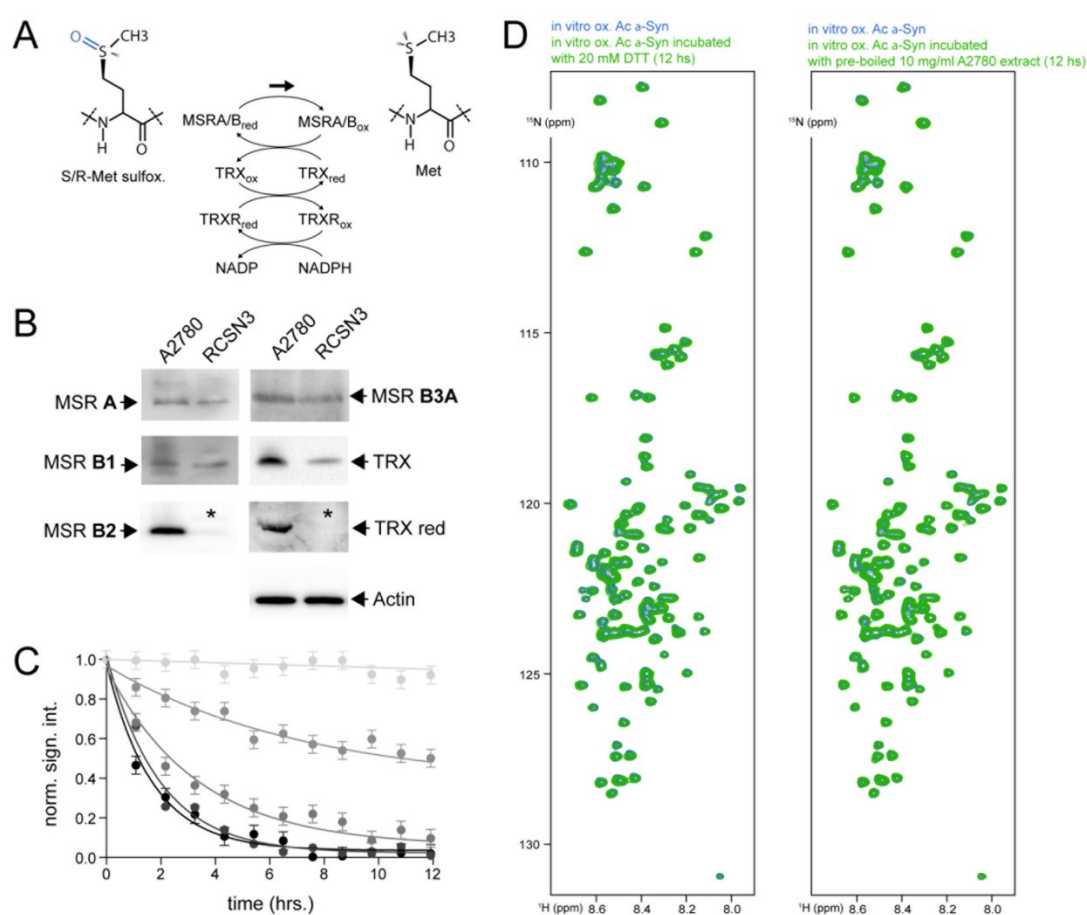 A
O
S
CH3
N
H
O
S/R-Met sulfox.
MSRA/Bred
MSRA/Box
TRXox
TRXred
TRXRred
TRXRox
NADP
NADPH
S
CH3
N
H
O
Met
B
A2780
RCSN3
A2780
RCSN3
MSR A
MSR B3A
MSR B1
TRX
MSR B2
*
*
TRX red
Actin
C
norm. sign. int.
1.0
0.8
0.6
0.4
0.2
0.0
0
2
4
6
8
10
12
time (hrs.)
D
in vitro ox. Ac a-Syn
in vitro ox. Ac a-Syn incubated
with 20 mM DTT (12 hs)
15N (ppm)
110
115
120
125
130
1H (ppm)
8.6
8.4
8.2
8.0
in vitro ox. Ac a-Syn
in vitro ox. Ac a-Syn incubated
with pre-boiled 10 mg/ml A2780 extract (12 hs)
15N (ppm)
1H (ppm)
8.6
8.4
8.2
8.0